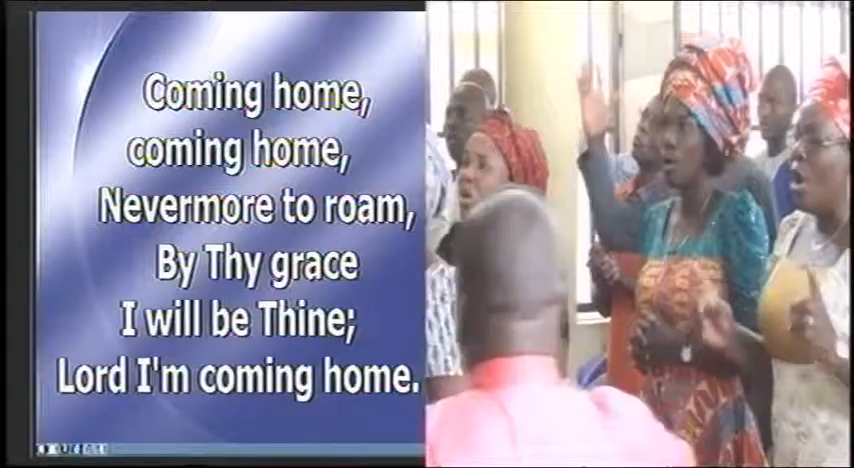 Coming home,
coming home,
Nevermore to roam,
By Thy grace
I will be Thine;
Lord I'm coming home.